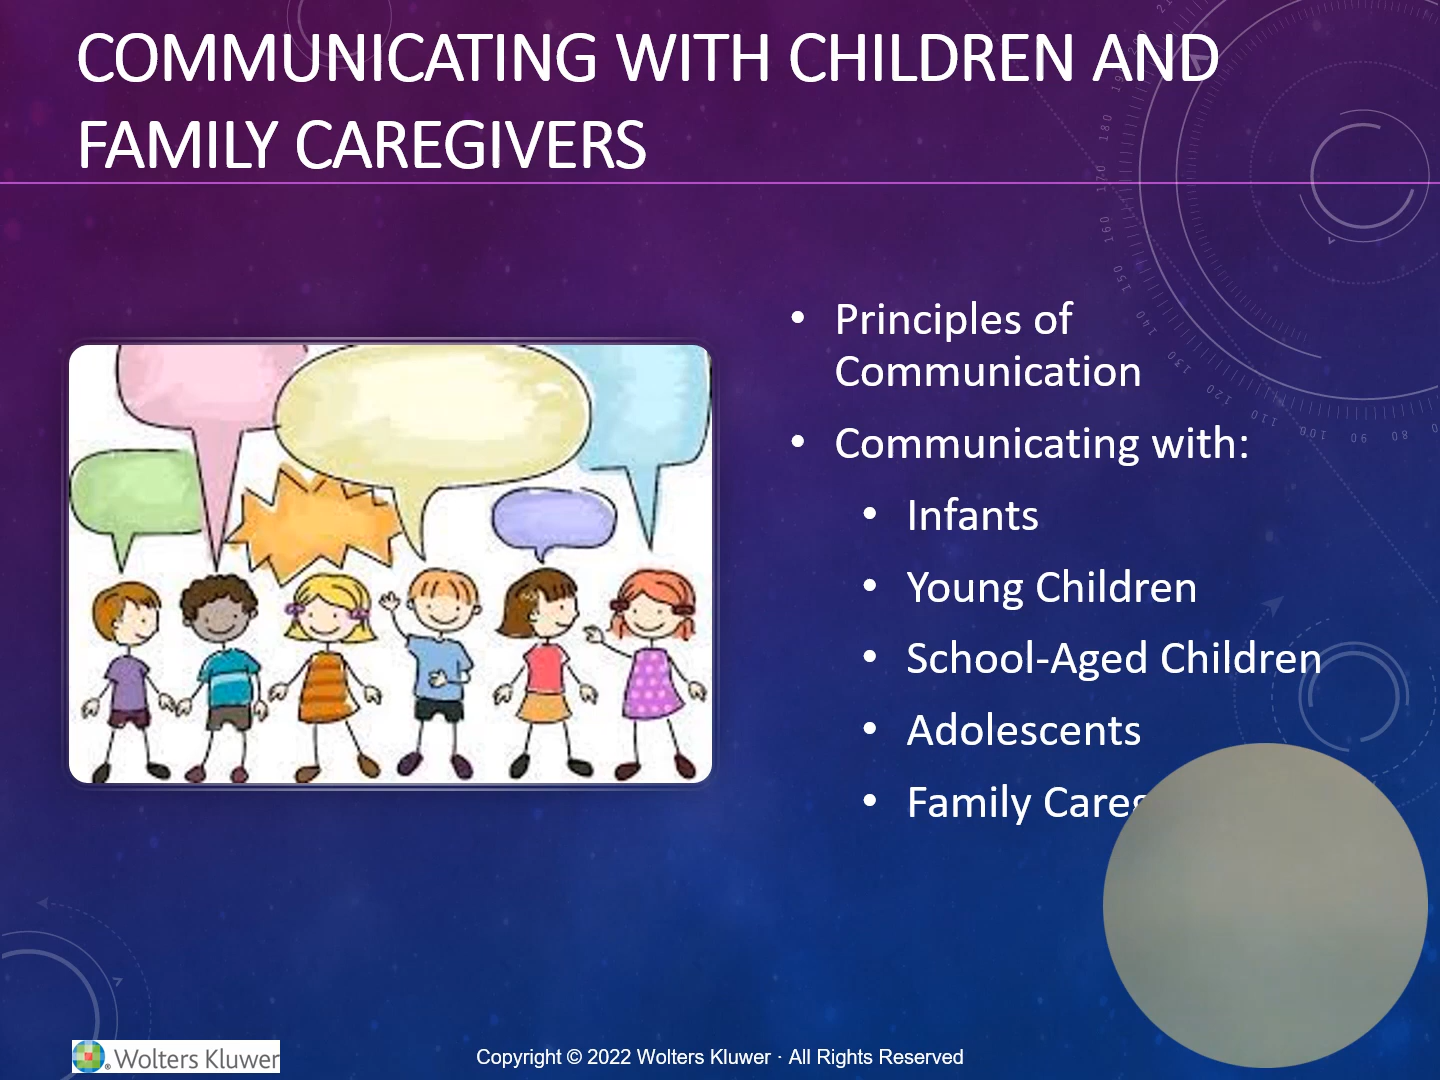 COMMUNICATING WITH CHILDREN AND
FAMILY CAREGIVERS
• Principles of
Communication
• Communicating with:
• Infants
• Young Children
• School-Aged Children
• Adolescents
• Family
Wolters Kluwer
Copyright © 2022 Wolters Kluwer · All Rights Reserved